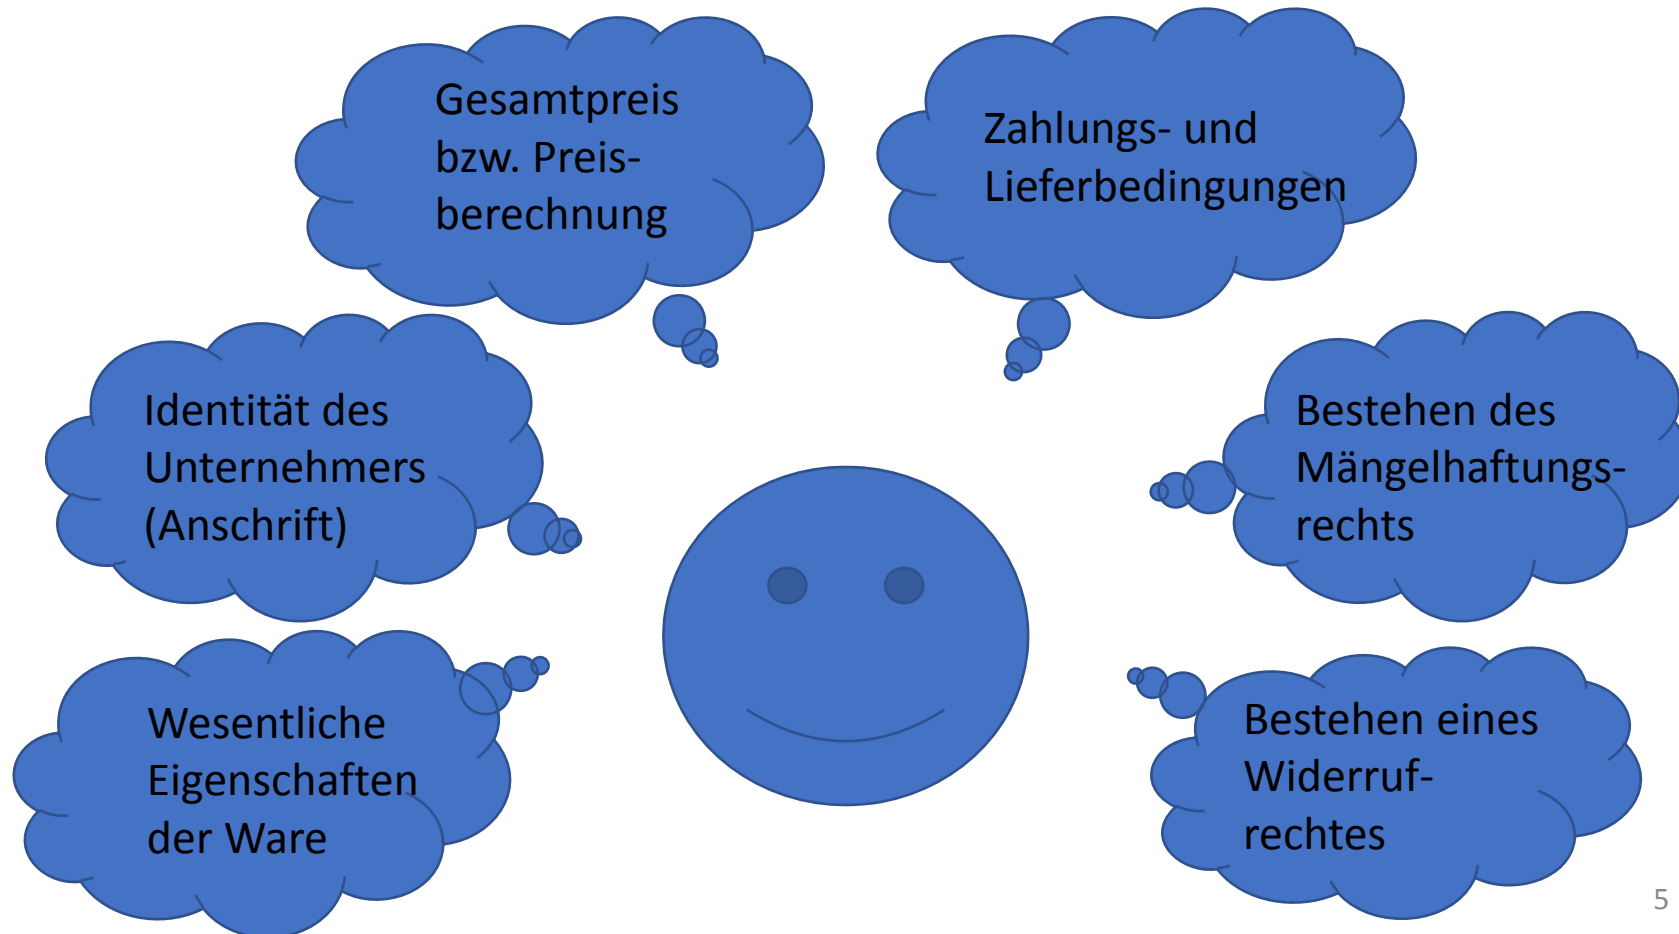 Gesamtpreis
bzw. Preis-
berechnung
Zahlungs- und
Lieferbedingungen
Identität des
Unternehmers
(Anschrift)
Bestehen des
Mängelhaftungs-
rechts
Wesentliche
Eigenschaften
der Ware
Bestehen eines
Widerruf-
rechtes
5